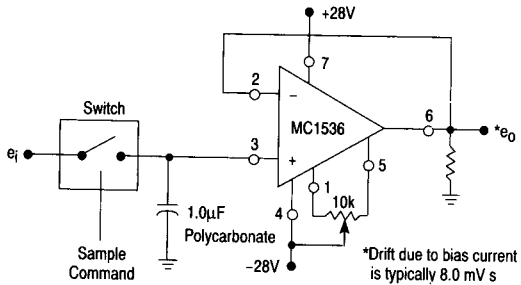 +28V
7
2
Switch
−
6
*eo
MC1536
ei
3
+
5
1
10k
4
1.0µF
Polycarbonate
Sample
Command
−28V
*Drift due to bias current
is typically 8.0 mV s